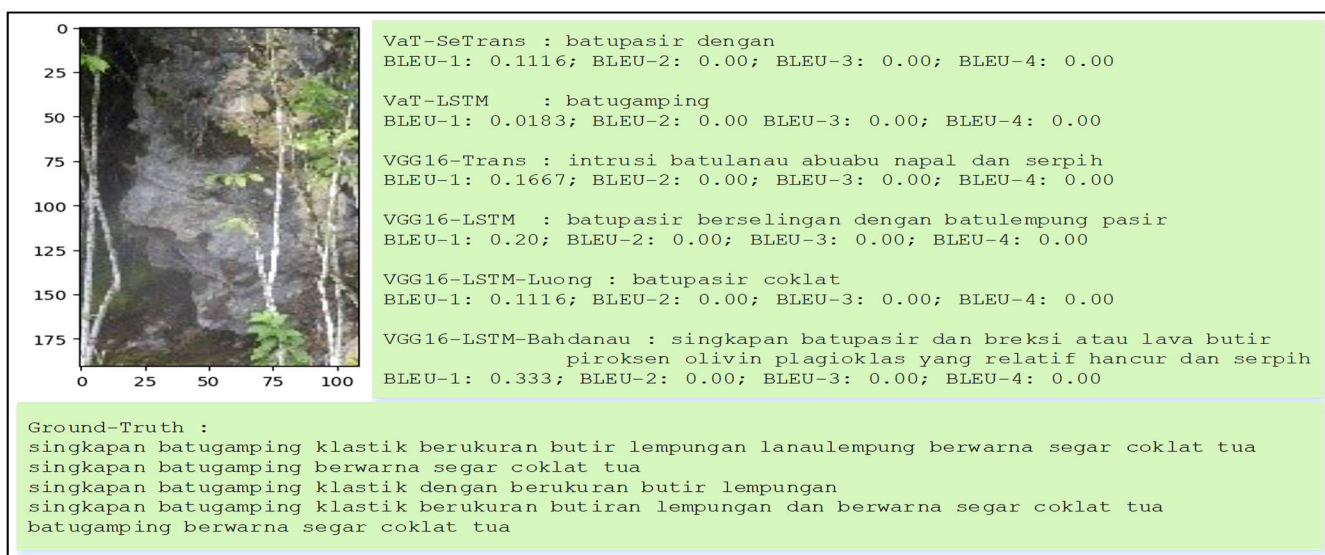 0
25
50
75
100
125
150
175
0 25 50 75 100
VaT-SeTrans : batupasir dengan
BLEU-1: 0.1116; BLEU-2: 0.00; BLEU-3: 0.00; BLEU-4: 0.00
VaT-LSTM : batugamping
BLEU-1: 0.0183; BLEU-2: 0.00 BLEU-3: 0.00; BLEU-4: 0.00
VGG16-Trans : intrusi batulanau abuabu napal dan serpih
BLEU-1: 0.1667; BLEU-2: 0.00; BLEU-3: 0.00; BLEU-4: 0.00
VGG16-LSTM : batupasir berselingan dengan batulempung pasir
BLEU-1: 0.20; BLEU-2: 0.00; BLEU-3: 0.00; BLEU-4: 0.00
VGG16-LSTM-Luong : batupasir coklat
BLEU-1: 0.1116; BLEU-2: 0.00; BLEU-3: 0.00; BLEU-4: 0.00
VGG16-LSTM-Bahdanau : singkapan batupasir dan breksi atau lava butir
piroksen olivin plagioklas yang relatif hancur dan serpih
BLEU-1: 0.333; BLEU-2: 0.00; BLEU-3: 0.00; BLEU-4: 0.00
Ground-Truth :
singkapan batugamping klastik berukuran butir lempungan lanaulempung berwarna segar coklat tua
singkapan batugamping berwarna segar coklat tua
singkapan batugamping klastik dengan berukuran butir lempungan
singkapan batugamping klastik berukuran butiran lempungan dan berwarna segar coklat tua
batugamping berwarna segar coklat tua